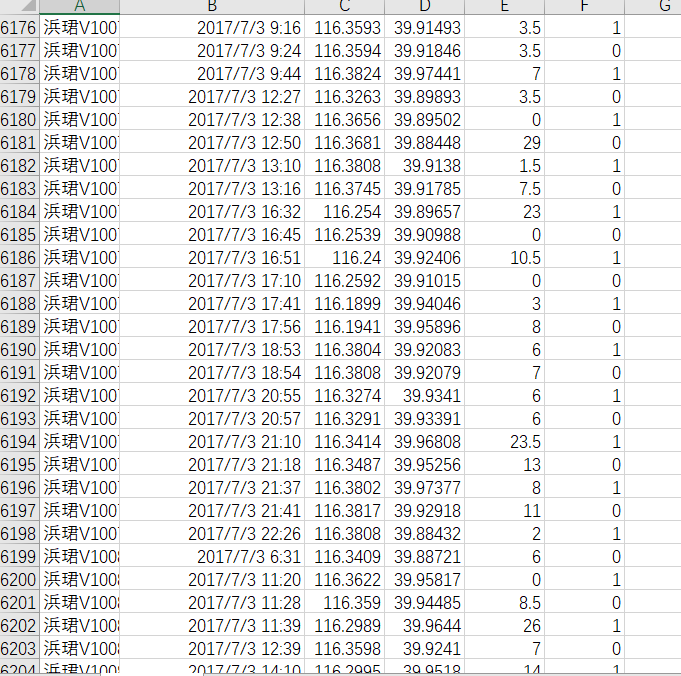 A B C D E F G
6176 浜珺V100 2017/7/3 9:16 116.3593 39.91493 3.5 1
6177 浜珺V100 2017/7/3 9:24 116.3594 39.91846 3.5 0
6178 浜珺V100 2017/7/3 9:44 116.3824 39.97441 7 1
6179 浜珺V100 2017/7/3 12:27 116.3263 39.89893 3.5 0
6180 浜珺V100 2017/7/3 12:38 116.3656 39.89502 0 1
6181 浜珺V100 2017/7/3 12:50 116.3681 39.88448 29 0
6182 浜珺V100 2017/7/3 13:10 116.3808 39.9138 1.5 1
6183 浜珺V100 2017/7/3 13:16 116.3745 39.91785 7.5 0
6184 浜珺V100 2017/7/3 16:32 116.254 39.89657 23 1
6185 浜珺V100 2017/7/3 16:45 116.2539 39.90988 0 0
6186 浜珺V100 2017/7/3 16:51 116.24 39.92406 10.5 1
6187 浜珺V100 2017/7/3 17:10 116.2592 39.91015 0 0
6188 浜珺V100 2017/7/3 17:41 116.1899 39.94046 3 1
6189 浜珺V100 2017/7/3 17:56 116.1941 39.95896 8 0
6190 浜珺V100 2017/7/3 18:53 116.3804 39.92083 6 1
6191 浜珺V100 2017/7/3 18:54 116.3808 39.92079 7 0
6192 浜珺V100 2017/7/3 20:55 116.3274 39.9341 6 1
6193 浜珺V100 2017/7/3 20:57 116.3291 39.93391 6 0
6194 浜珺V100 2017/7/3 21:10 116.3414 39.96808 23.5 1
6195 浜珺V100 2017/7/3 21:18 116.3487 39.95256 13 0
6196 浜珺V100 2017/7/3 21:37 116.3802 39.97377 8 1
6197 浜珺V100 2017/7/3 21:41 116.3817 39.92918 11 0
6198 浜珺V100 2017/7/3 22:26 116.3808 39.88432 2 1
6199 浜珺V100 2017/7/3 6:31 116.3409 39.88721 6 0
6200 浜珺V100 2017/7/3 11:20 116.3622 39.95817 0 1
6201 浜珺V100 2017/7/3 11:28 116.359 39.94485 8.5 0
6202 浜珺V100 2017/7/3 11:39 116.2989 39.9644 26 1
6203 浜珺V100 2017/7/3 12:39 116.3598 39.9241 7 0
6204 浜珺V100 2017/7/3 14:10 116.2995 39.9518 14 1